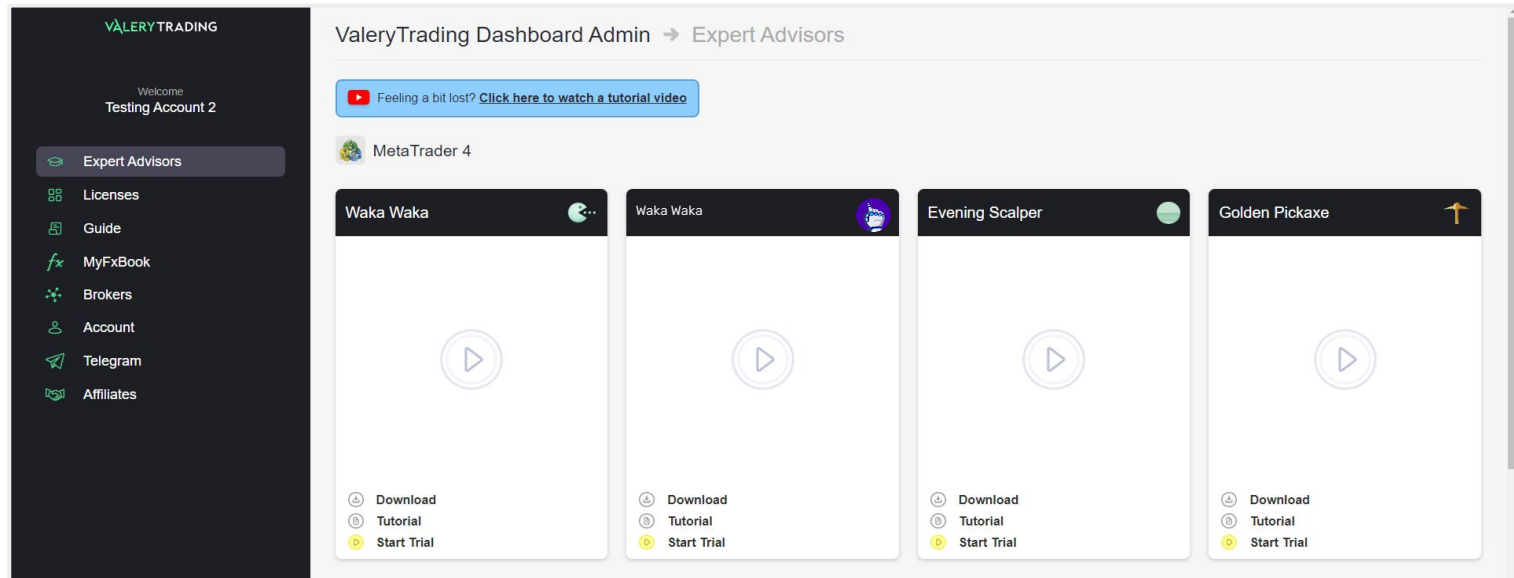 VALERYTRADING
Welcome
Testing Account 2
Expert Advisors
Licenses
Guide
MyFxBook
Brokers
Account
Telegram
Affiliates
ValeryTrading Dashboard Admin → Expert Advisors
Feeling a bit lost? Click here to watch a tutorial video
MetaTrader 4
Waka Waka
Download
Tutorial
Start Trial
Waka Waka
Download
Tutorial
Start Trial
Evening Scalper
Download
Tutorial
Start Trial
Golden Pickaxe
Download
Tutorial
Start Trial